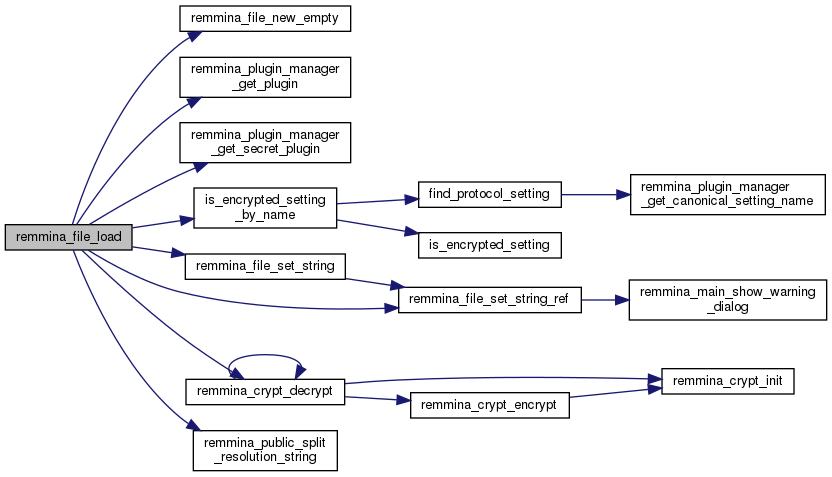 remmina_file_new_empty
remmina_plugin_manager
_get_plugin
remmina_plugin_manager
_get_secret_plugin
is_encrypted_setting
_by_name
find_protocol_setting
remmina_plugin_manager
_get_canonical_setting_name
remmina_file_load
is_encrypted_setting
remmina_file_set_string
remmina_file_set_string_ref
remmina_main_show_warning
_dialog
remmina_crypt_decrypt
remmina_crypt_init
remmina_crypt_encrypt
remmina_public_split
_resolution_string